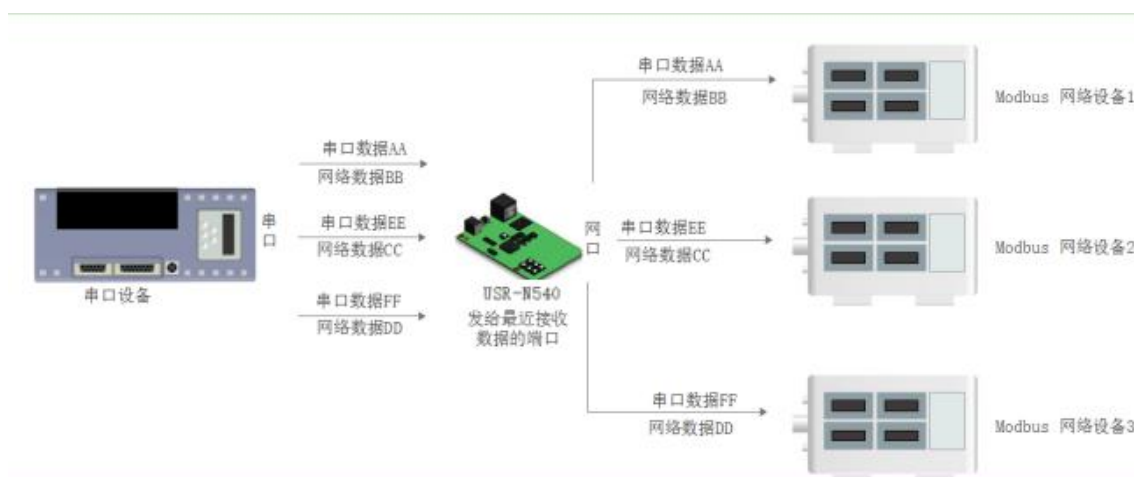 串口数据AA
网络数据BB
Modbus 网络设备1
串口数据AA
网络数据BB
串口
串口数据EE
网络数据CC
网口
串口数据EE
网络数据CC
Modbus 网络设备2
串口设备
串口数据FF
网络数据DD
USR-N540
发给最近接收
数据的端口
串口数据FF
网络数据DD
Modbus 网络设备3